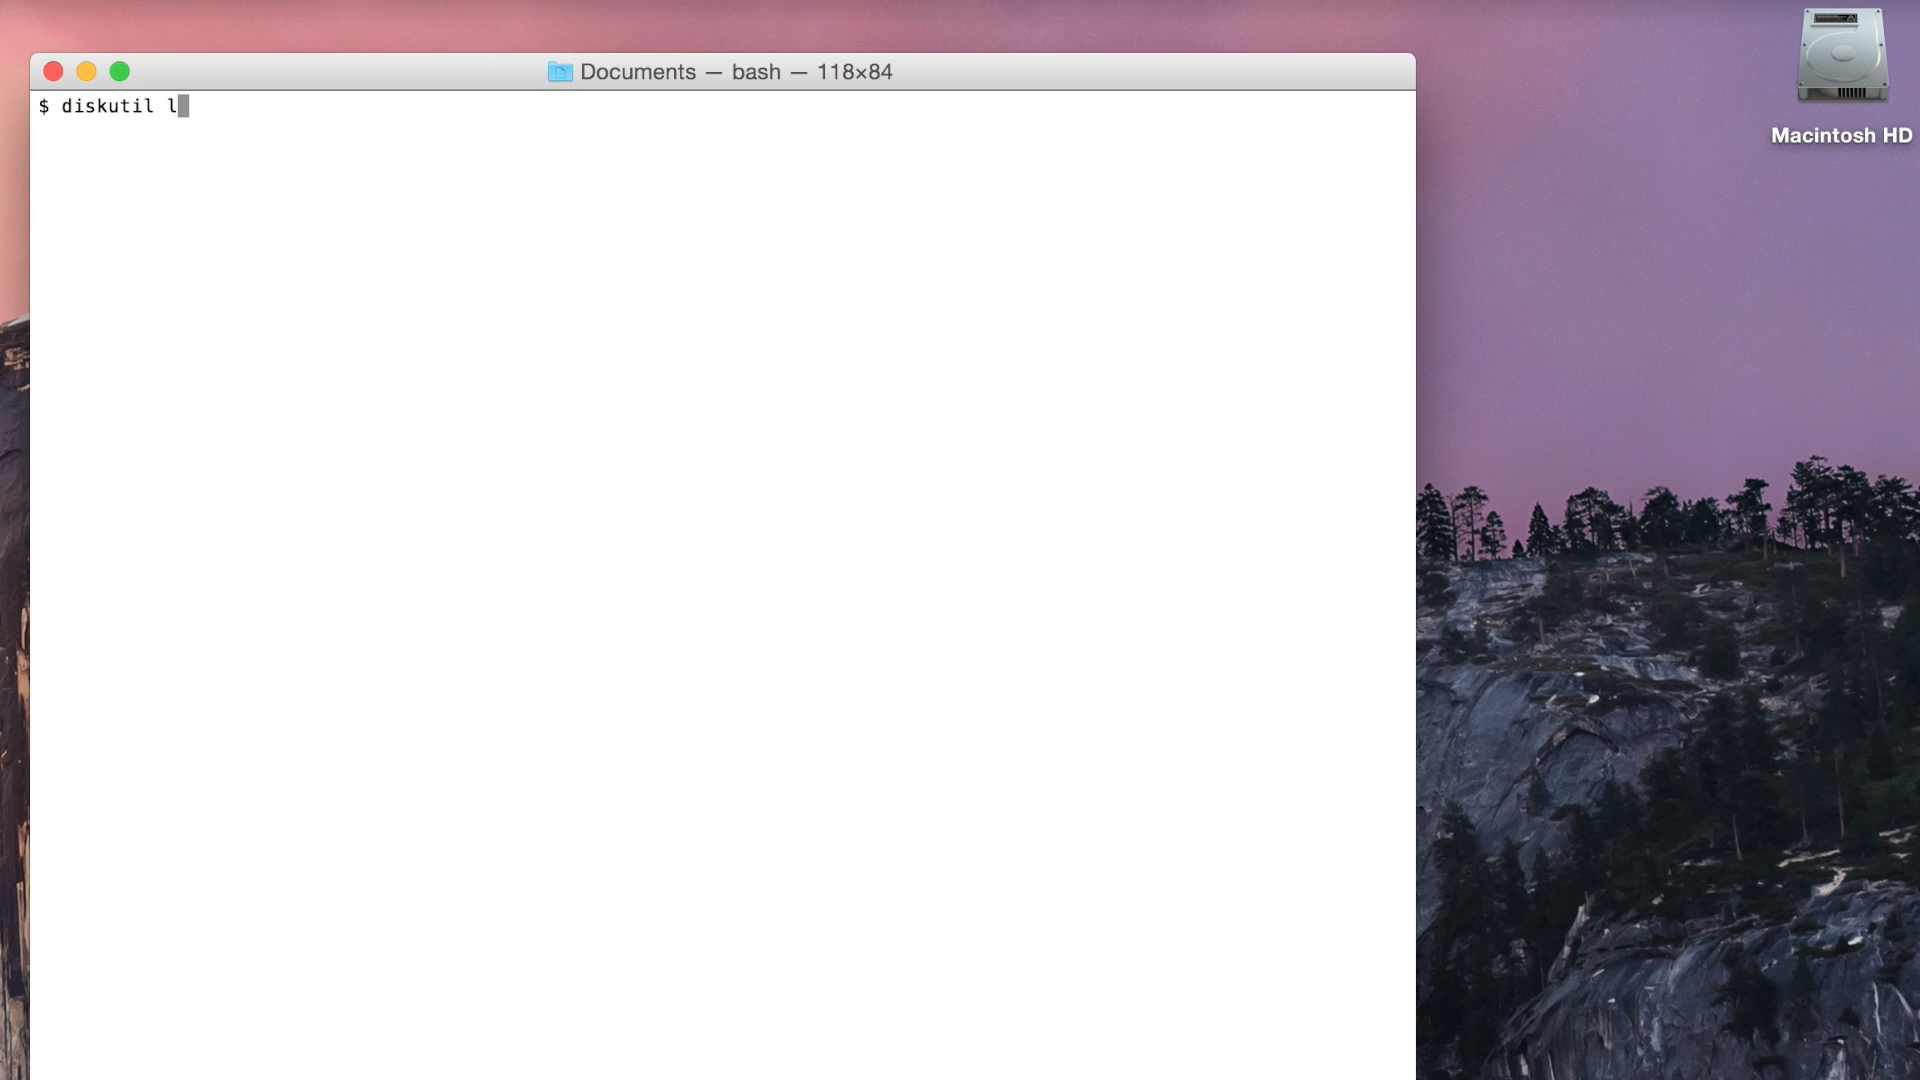 Documents — bash — 118×84
$ diskutil l
Macintosh HD